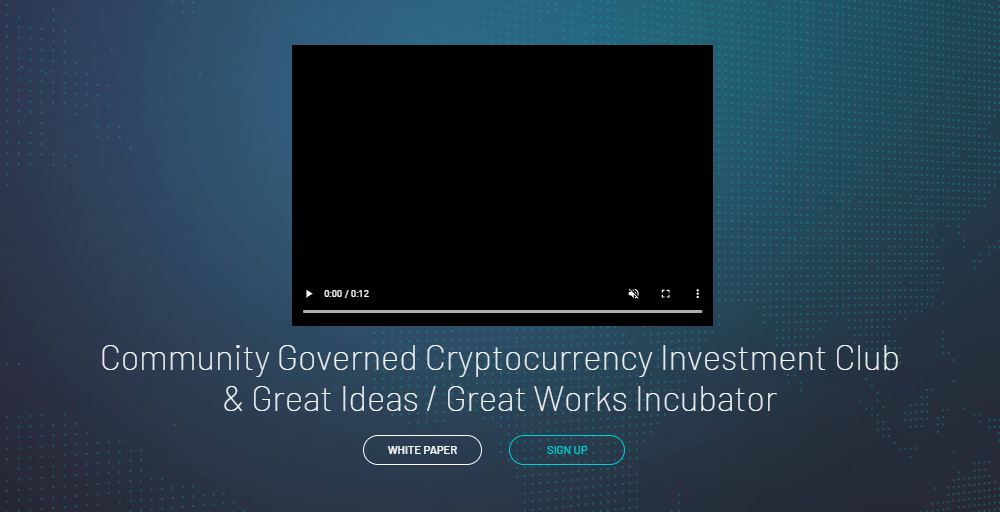 0:00 / 0:12
Community Governed Cryptocurrency Investment Club
& Great Ideas / Great Works Incubator
WHITE PAPER
SIGN UP